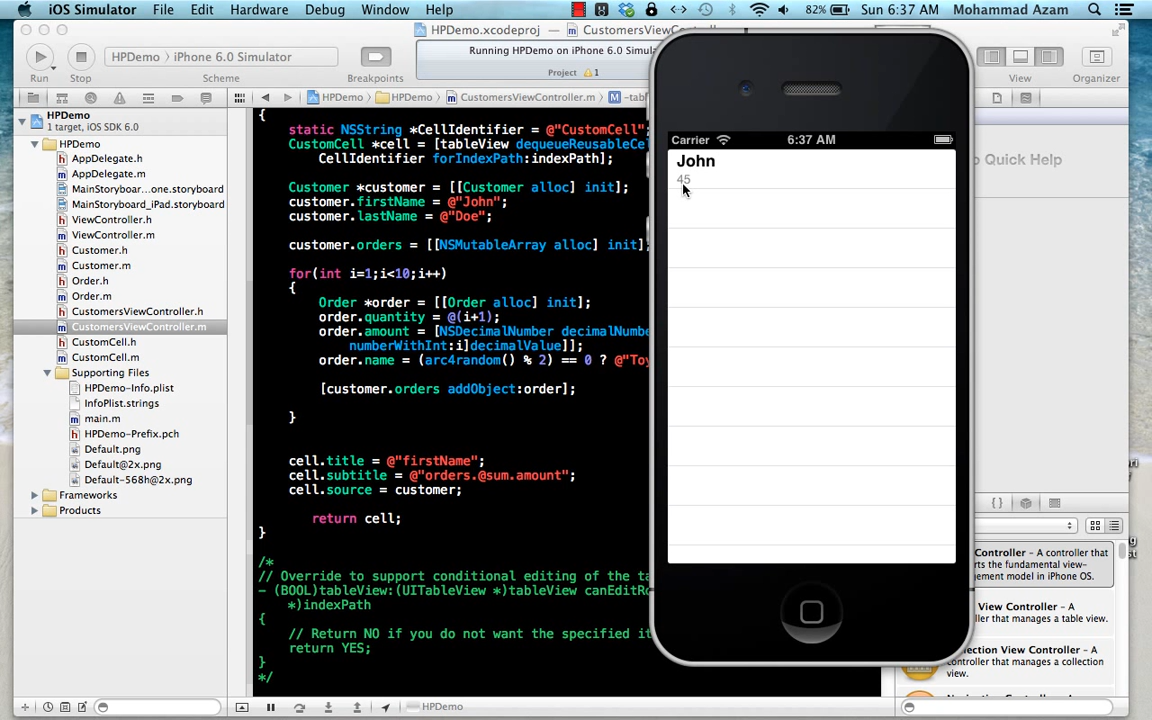 iOS Simulator File Edit Hardware Debug Window Help 82% Sun 6:37 AM Mohammad Azam
HPDemo.xcodeproj — CustomersViewController.m
Run Stop
HPDemo › iPhone 6.0 Simulator
Scheme
Breakpoints
Running HPDemo on iPhone 6.0 Simula
Project 1
View
Organizer
HPDemo HPDemo CustomersViewController.m -tab
HPDemo
1 target, iOS SDK 6.0
HPDemo
AppDelegate.h
AppDelegate.m
MainStoryboard...one.storyboard
MainStoryboard_iPad.storyboard
ViewController.h
ViewController.m
Customer.h
Customer.m
Order.h
Order.m
CustomersViewController.h
CustomersViewController.m
CustomCell.h
CustomCell.m
Supporting Files
HPDemo-Info.plist
InfoPlist.strings
main.m
HPDemo-Prefix.pch
Default.png
Default@2x.png
Default-568h@2x.png
Frameworks
Products
{
static NSString *CellIdentifier = @"CustomCell";
CustomCell *cell = [tableView dequeueReusableCel
CellIdentifier forIndexPath:indexPath];
Customer *customer = [[Customer alloc] init];
customer.firstName = @"John";
customer.lastName = @"Doe";
customer.orders = [[NSMutableArray alloc] init];
for(int i=1;i<10;i++)
{
Order *order = [[Order alloc] init];
order.quantity = @(i+1);
order.amount = [NSDecimalNumber decimalNumbe
numberWithInt:i]decimalValue]];
order.name = (arc4random() % 2) == 0 ? @"Toy
[customer.orders addObject:order];
}
cell.title = @"firstName";
cell.subtitle = @"orders.@sum.amount";
cell.source = customer;
return cell;
}
/*
// Override to support conditional editing of the ta
- (BOOL)tableView:(UITableView *)tableView canEditRo
*)indexPath
{
// Return NO if you do not want the specified it
return YES;
}
*/
HPDemo
Carrier 6:37 AM
John
45
o Quick Help
{ }
Controller - A controller that
rts the fundamental view-
ement model in iPhone OS.
View Controller - A
controller that manages a table view.
lection View Controller - A
controller that manages a collection
view.